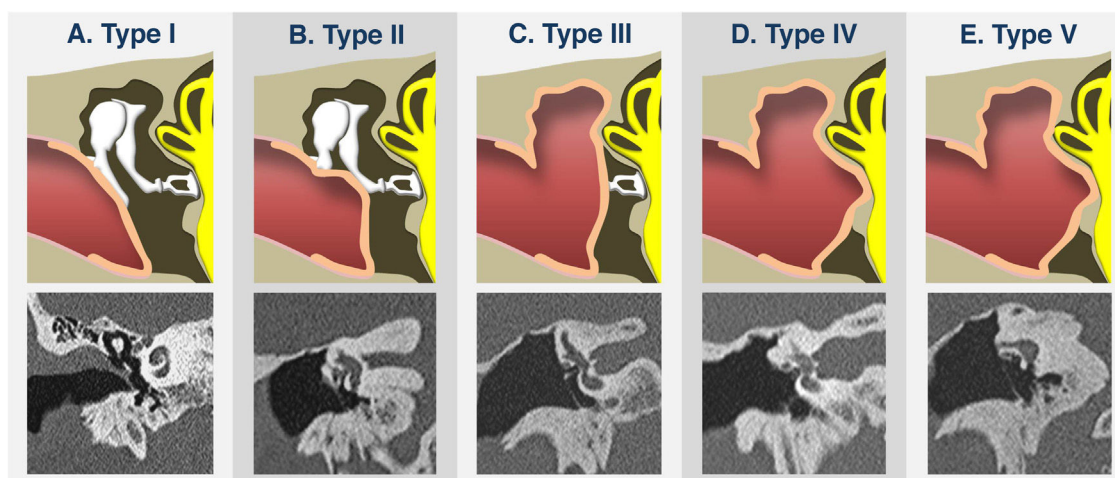 A. Type I
B. Type II
C. Type III
D. Type IV
E. Type V